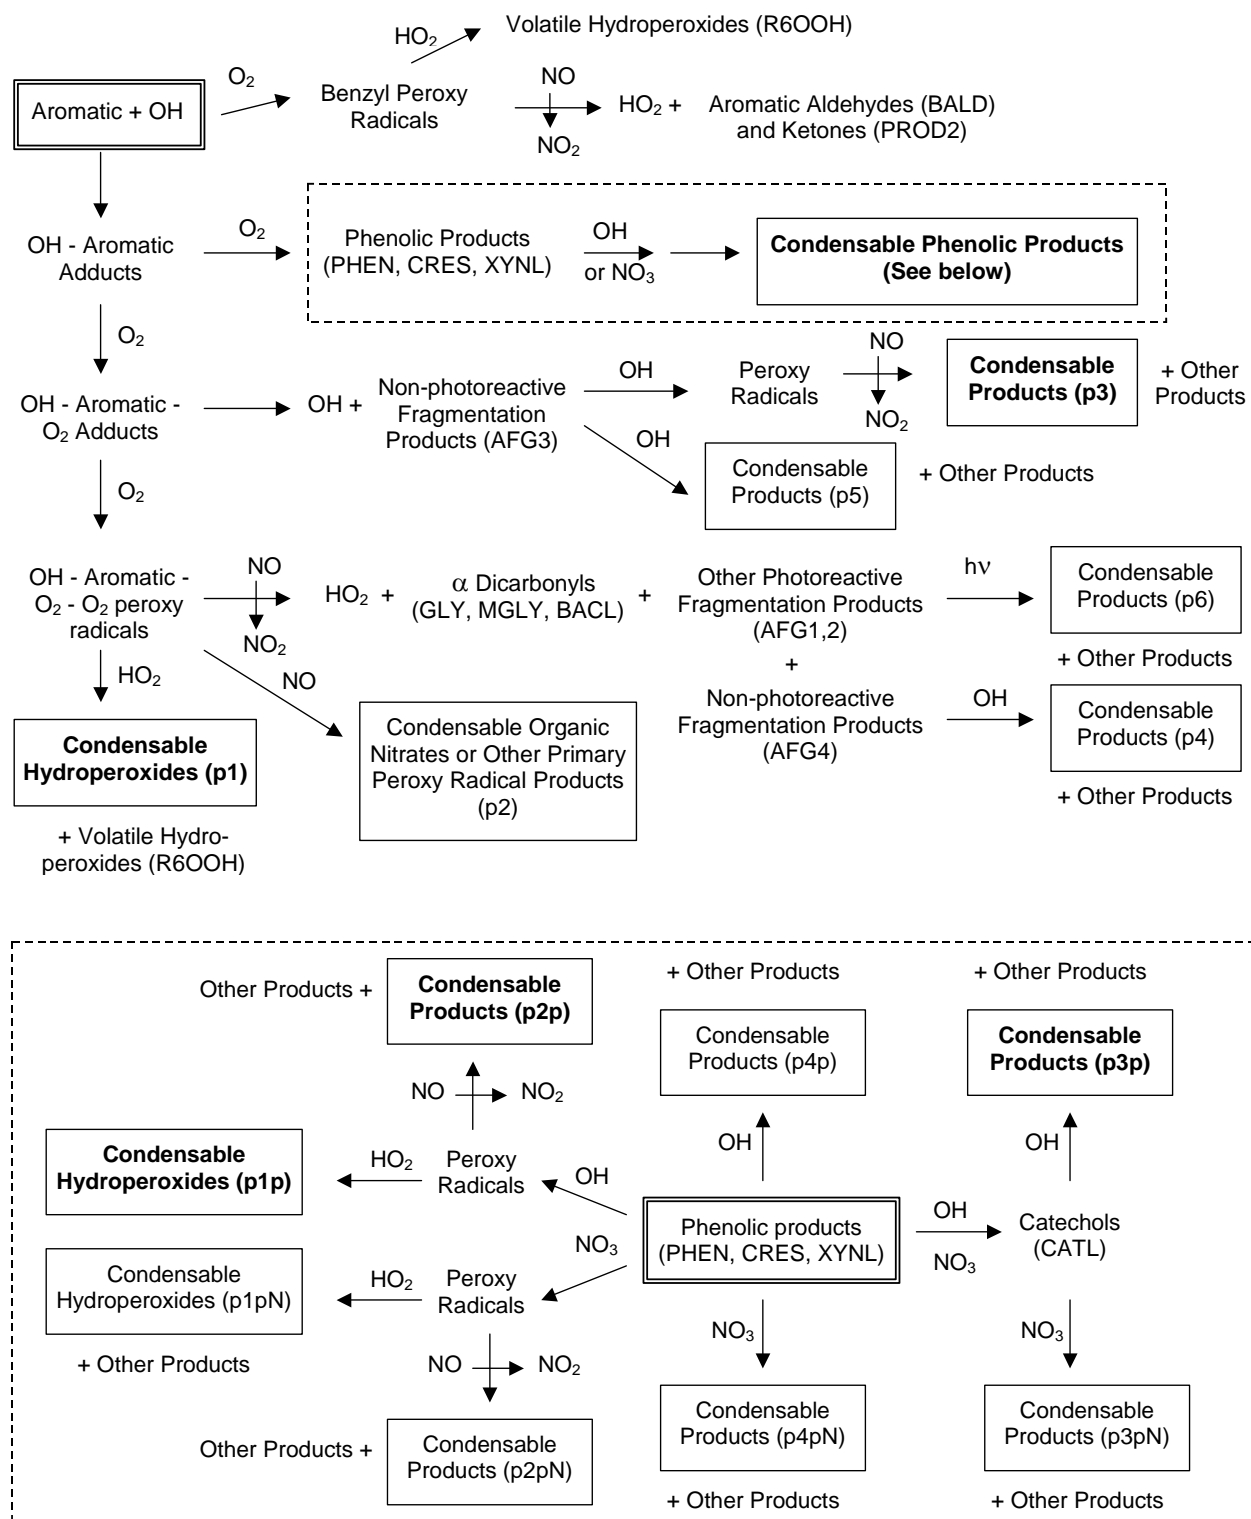 Volatile Hydroperoxides (R6OOH)
HO₂
O₂
NO
Aromatic + OH
Benzyl Peroxy
Radicals
HO₂ +
Aromatic Aldehydes (BALD)
and Ketones (PROD2)
NO₂
OH - Aromatic
Adducts
O₂
Phenolic Products
(PHEN, CRES, XYNL)
OH
or NO₃
Condensable Phenolic Products
(See below)
O₂
OH - Aromatic -
O₂ Adducts
OH +
Non-photoreactive
Fragmentation
Products (AFG3)
OH
Peroxy
Radicals
NO
NO₂
Condensable
Products (p3)
+ Other
Products
OH
Condensable
Products (p5)
+ Other Products
O₂
OH - Aromatic -
O₂ - O₂ peroxy
radicals
NO
NO₂
HO₂ +
α Dicarbonyls
(GLY, MGLY, BACL)
+
Other Photoreactive
Fragmentation Products
(AFG1,2)
hν
Condensable
Products (p6)
+ Other Products
+
Non-photoreactive
Fragmentation Products
(AFG4)
OH
Condensable
Products (p4)
+ Other Products
HO₂
NO
Condensable
Hydroperoxides (p1)
+ Volatile Hydro-
peroxides (R6OOH)
Condensable Organic
Nitrates or Other Primary
Peroxy Radical Products
(p2)
Other Products +
Condensable
Products (p2p)
+ Other Products
Condensable
Products (p4p)
+ Other Products
Condensable
Products (p3p)
NO
NO₂
OH
OH
Condensable
Hydroperoxides (p1p)
HO₂
Peroxy
Radicals
OH
Phenolic products
(PHEN, CRES, XYNL)
OH
NO₃
Catechols
(CATL)
NO₃
Condensable
Hydroperoxides (p1pN)
+ Other Products
HO₂
Peroxy
Radicals
NO₃
NO₃
NO
NO₂
Other Products +
Condensable
Products (p2pN)
Condensable
Products (p4pN)
+ Other Products
Condensable
Products (p3pN)
+ Other Products